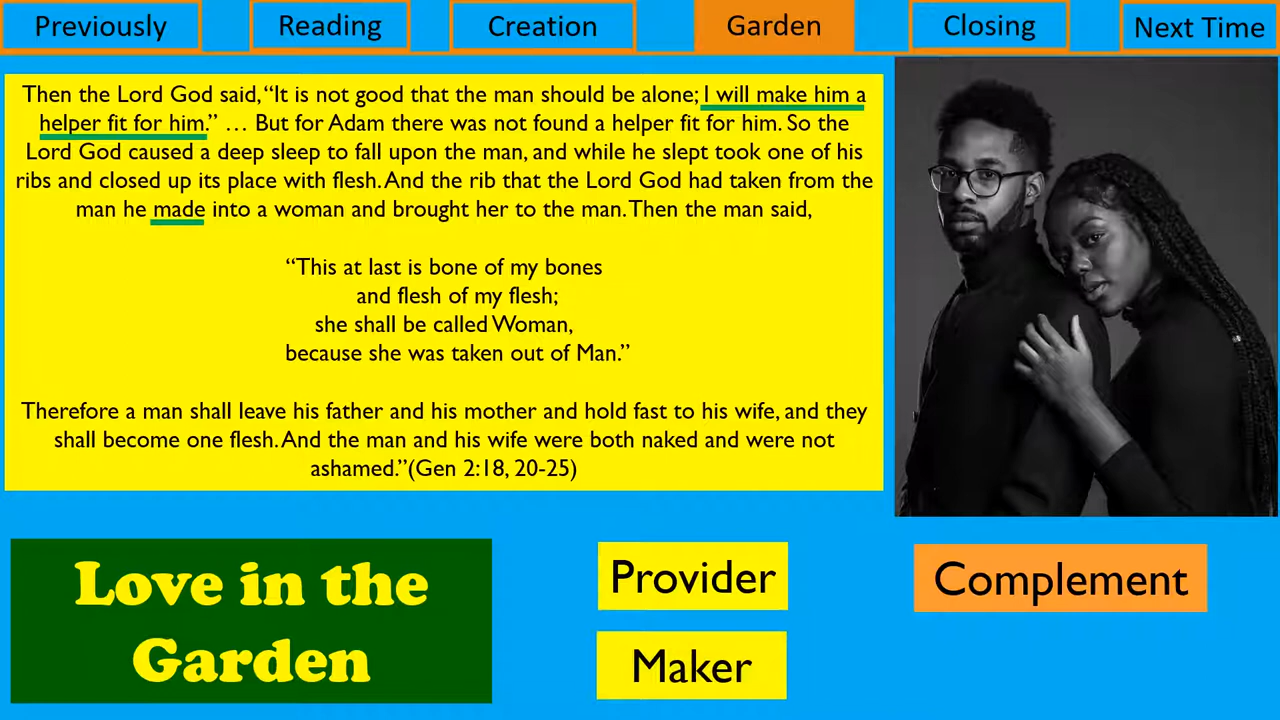 Previously
Reading
Creation
Garden
Closing
Next Time
Then the Lord God said, “It is not good that the man should be alone; I will make him a
helper fit for him.” … But for Adam there was not found a helper fit for him. So the
Lord God caused a deep sleep to fall upon the man, and while he slept took one of his
ribs and closed up its place with flesh. And the rib that the Lord God had taken from the
man he made into a woman and brought her to the man. Then the man said,
“This at last is bone of my bones
and flesh of my flesh;
she shall be called Woman,
because she was taken out of Man.”
Therefore a man shall leave his father and his mother and hold fast to his wife, and they
shall become one flesh. And the man and his wife were both naked and were not
ashamed.”(Gen 2:18, 20-25)
Love in the
Garden
Provider
Maker
Complement